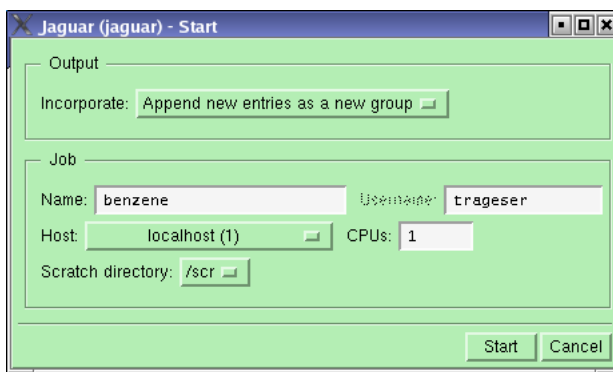 Jaguar (jaguar) - Start
Output
Incorporate: Append new entries as a new group
Job
Name: benzene Username: trageser
Host: localhost (1) CPUs: 1
Scratch directory: /scr
Start Cancel